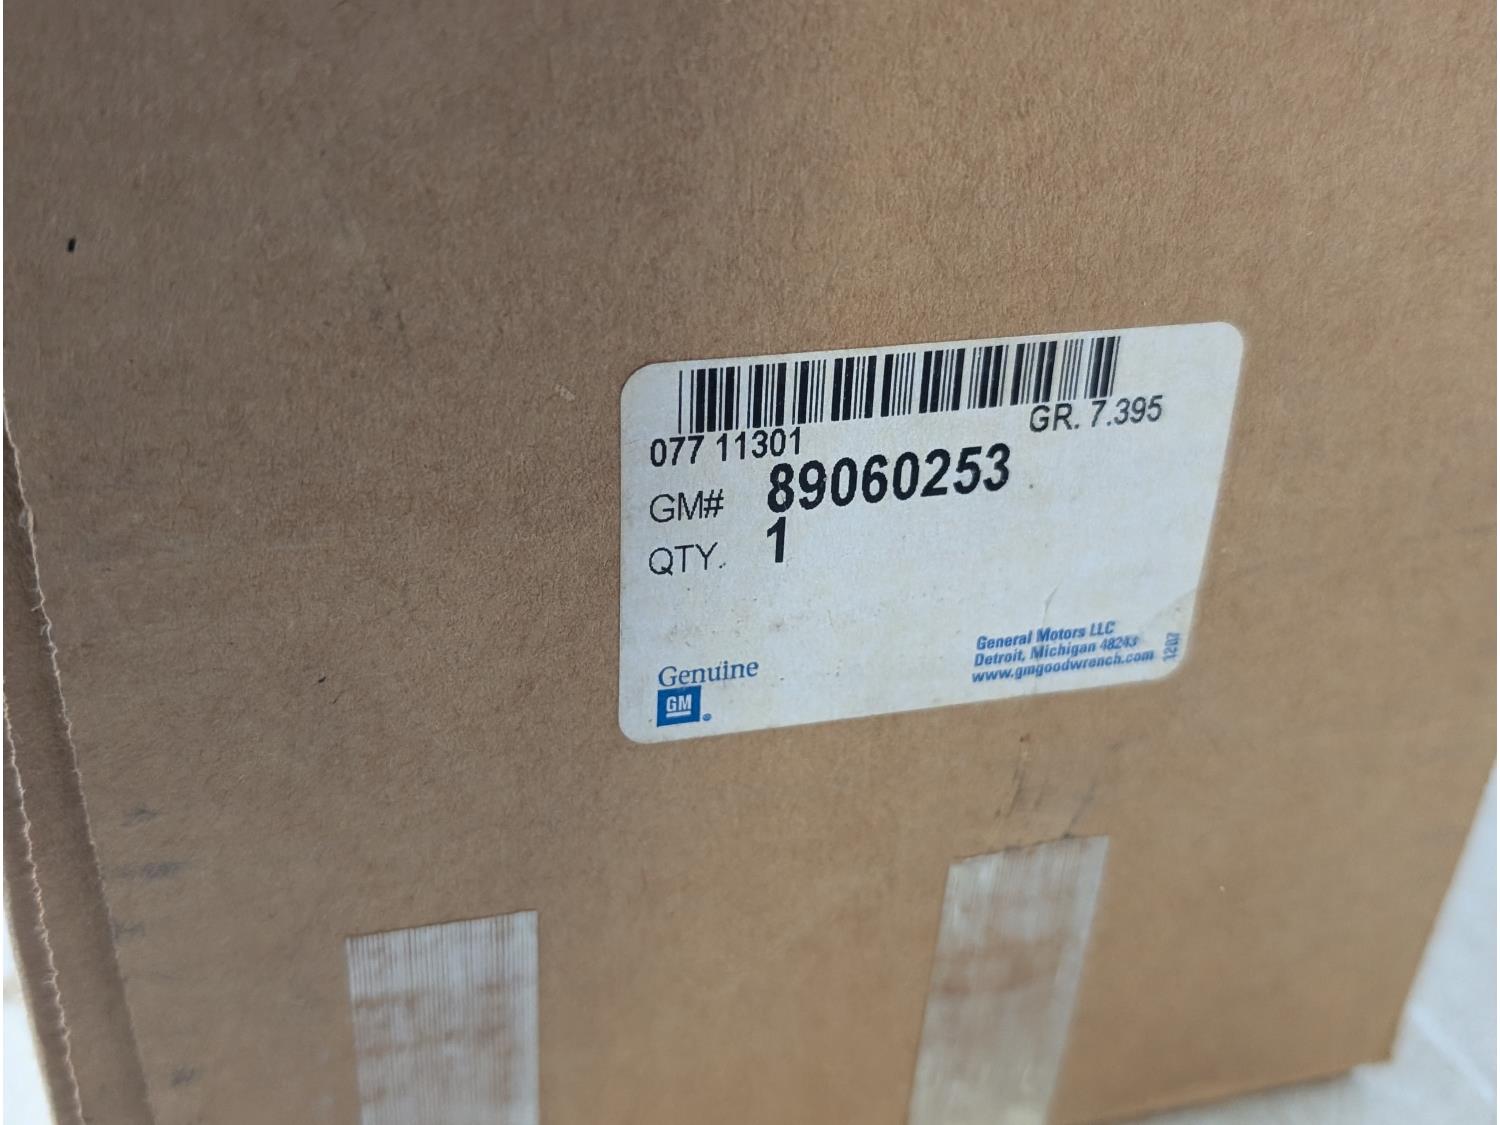 077 11301
GR. 7.395
GM# 89060253
QTY. 1
Genuine
GM
General Motors LLC
Detroit, Michigan 48243
www.gmgoodwrench.com
1207